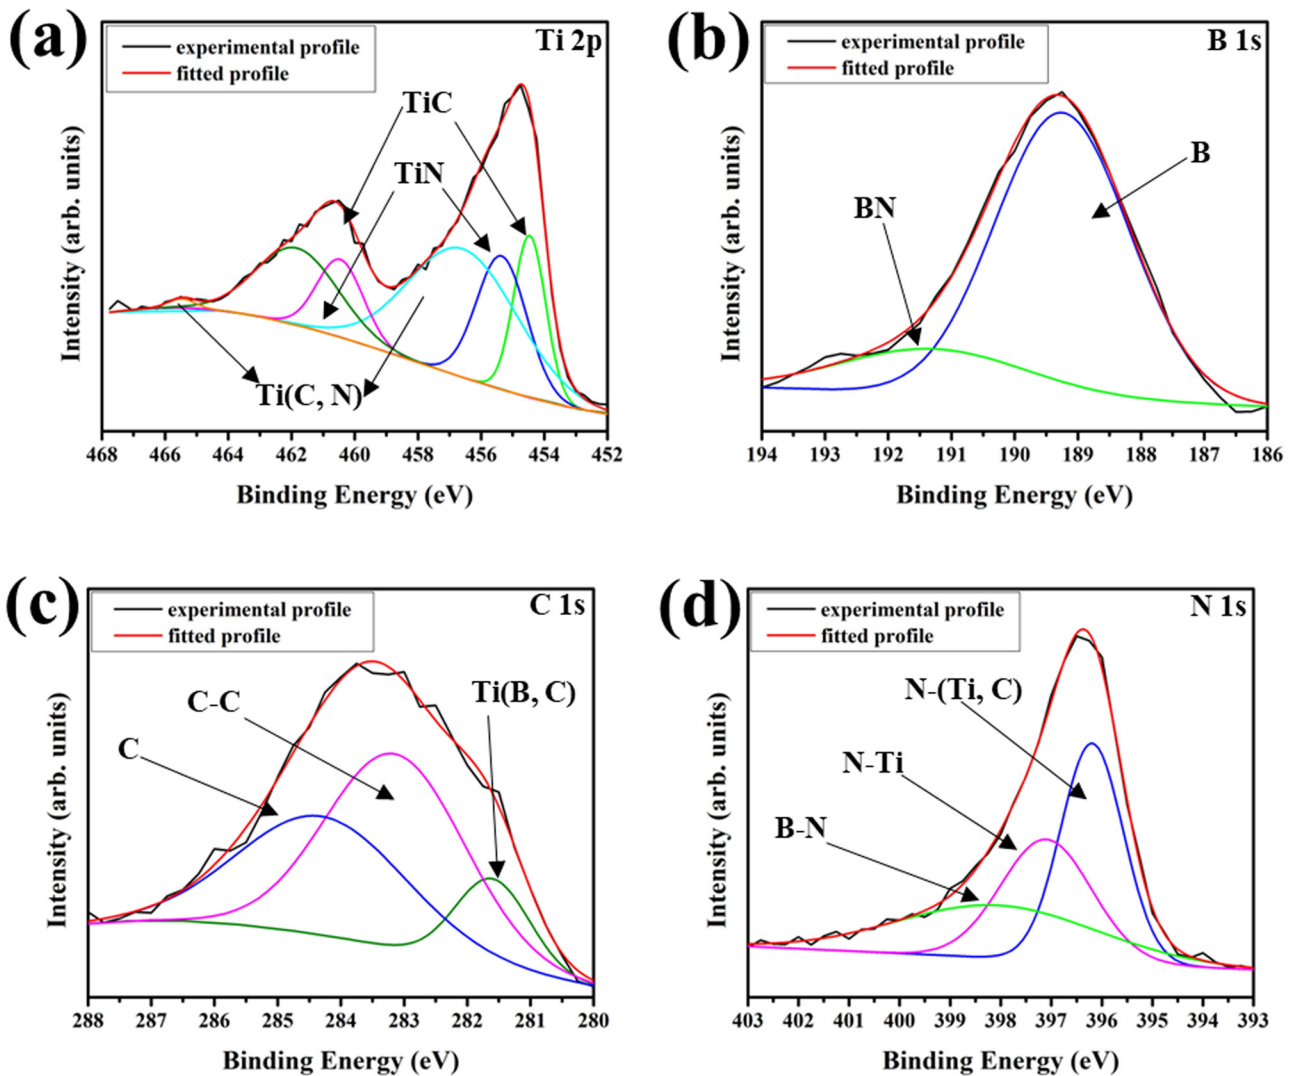 (a)
Ti 2p
experimental profile
fitted profile
TiC
TiN
Ti(C, N)
Intensity (arb. units)
468 466 464 462 460 458 456 454 452
Binding Energy (eV)
(b)
B 1s
experimental profile
fitted profile
B
BN
Intensity (arb. units)
194 193 192 191 190 189 188 187 186
Binding Energy (eV)
(c)
C 1s
experimental profile
fitted profile
Ti(B, C)
C-C
C
Intensity (arb. units)
288 287 286 285 284 283 282 281 280
Binding Energy (eV)
(d)
N 1s
experimental profile
fitted profile
N-(Ti, C)
N-Ti
B-N
Intensity (arb. units)
403 402 401 400 399 398 397 396 395 394 393
Binding Energy (eV)